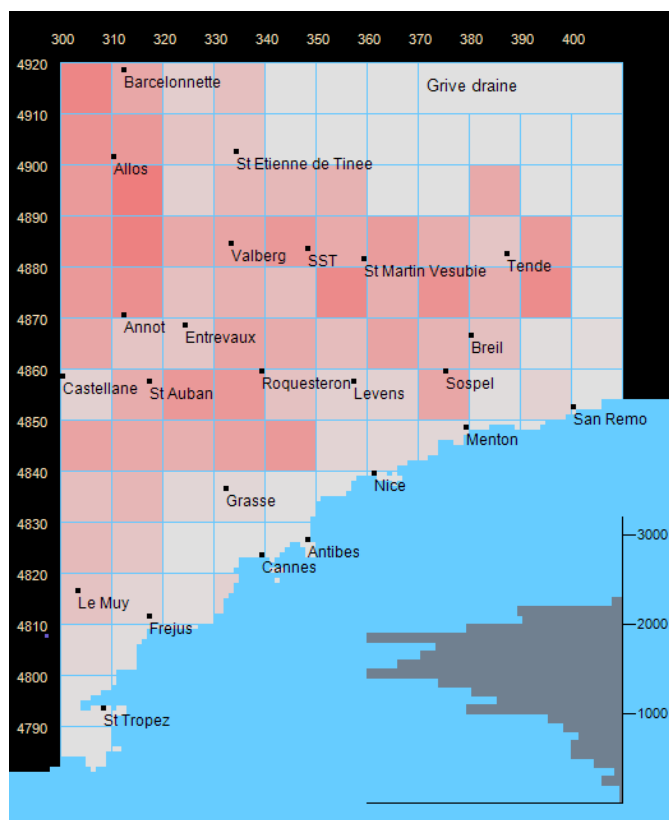 300 310 320 330 340 350 360 370 380 390 400
4920
Barcelonnette
Grive draine
4910
4900
St Etienne de Tinee
Allos
4890
Valberg
SST
St Martin Vesubie
Tende
4880
4870
Annot
Entrevaux
Breil
4860
Castellane
St Auban
Roquesteron
Levens
Sospel
4850
San Remo
Menton
4840
Nice
Grasse
4830
3000
Antibes
Cannes
4820
Le Muy
2000
4810
Frejus
4800
St Tropez
1000
4790